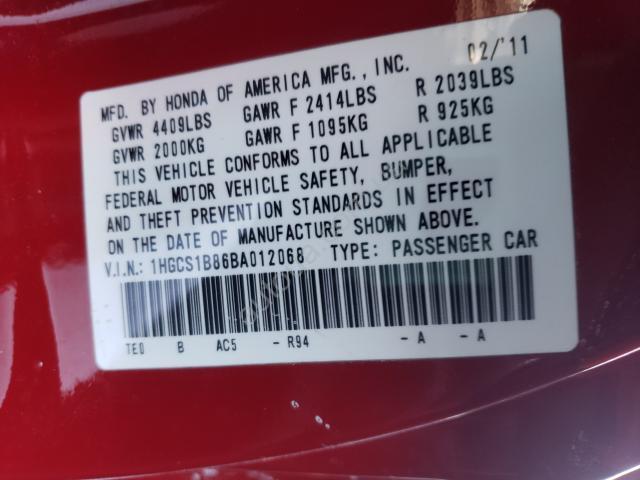 02/'11
MFD. BY HONDA OF AMERICA MFG., INC.
GVWR 4409LBS GAWR F 2414LBS R 2039LBS
GVWR 2000KG GAWR F 1095KG R 925KG
THIS VEHICLE CONFORMS TO ALL APPLICABLE
FEDERAL MOTOR VEHICLE SAFETY, BUMPER,
AND THEFT PREVENTION STANDARDS IN EFFECT
ON THE DATE OF MANUFACTURE SHOWN ABOVE.
V.I.N.: 1HGCS1B86BA012068 TYPE: PASSENGER CAR
TE0 B AC5 - R94 - A - A